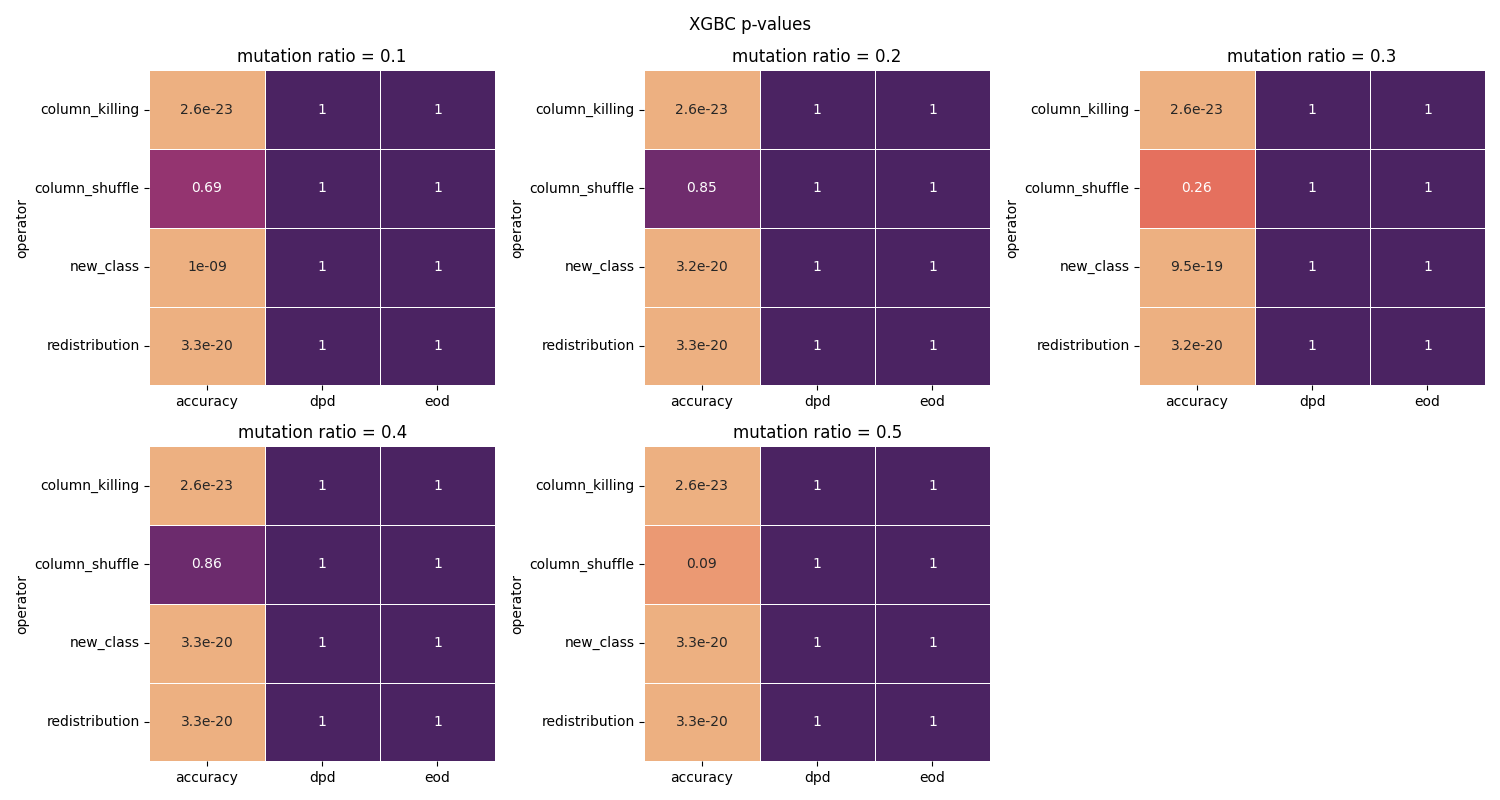 XGBC p-values
mutation ratio = 0.1
operator
column_killing 2.6e-23 1 1
column_shuffle 0.69 1 1
new_class 1e-09 1 1
redistribution 3.3e-20 1 1
accuracy dpd eod
mutation ratio = 0.2
operator
column_killing 2.6e-23 1 1
column_shuffle 0.85 1 1
new_class 3.2e-20 1 1
redistribution 3.3e-20 1 1
accuracy dpd eod
mutation ratio = 0.3
operator
column_killing 2.6e-23 1 1
column_shuffle 0.26 1 1
new_class 9.5e-19 1 1
redistribution 3.2e-20 1 1
accuracy dpd eod
mutation ratio = 0.4
operator
column_killing 2.6e-23 1 1
column_shuffle 0.86 1 1
new_class 3.3e-20 1 1
redistribution 3.3e-20 1 1
accuracy dpd eod
mutation ratio = 0.5
operator
column_killing 2.6e-23 1 1
column_shuffle 0.09 1 1
new_class 3.3e-20 1 1
redistribution 3.3e-20 1 1
accuracy dpd eod